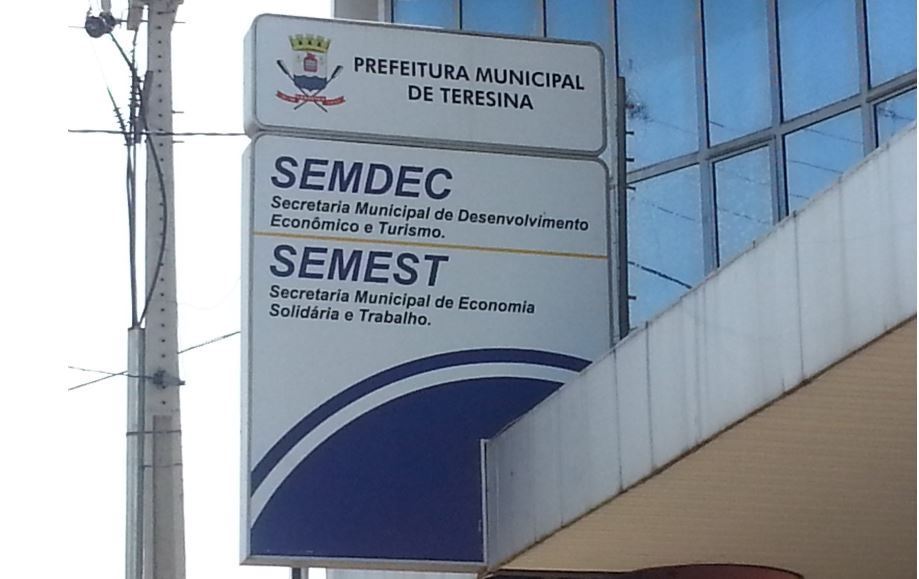 PREFEITURA MUNICIPAL
DE TERESINA
SEMDEC
Secretaria Municipal de Desenvolvimento
Econômico e Turismo.
SEMEST
Secretaria Municipal de Economia
Solidária e Trabalho.